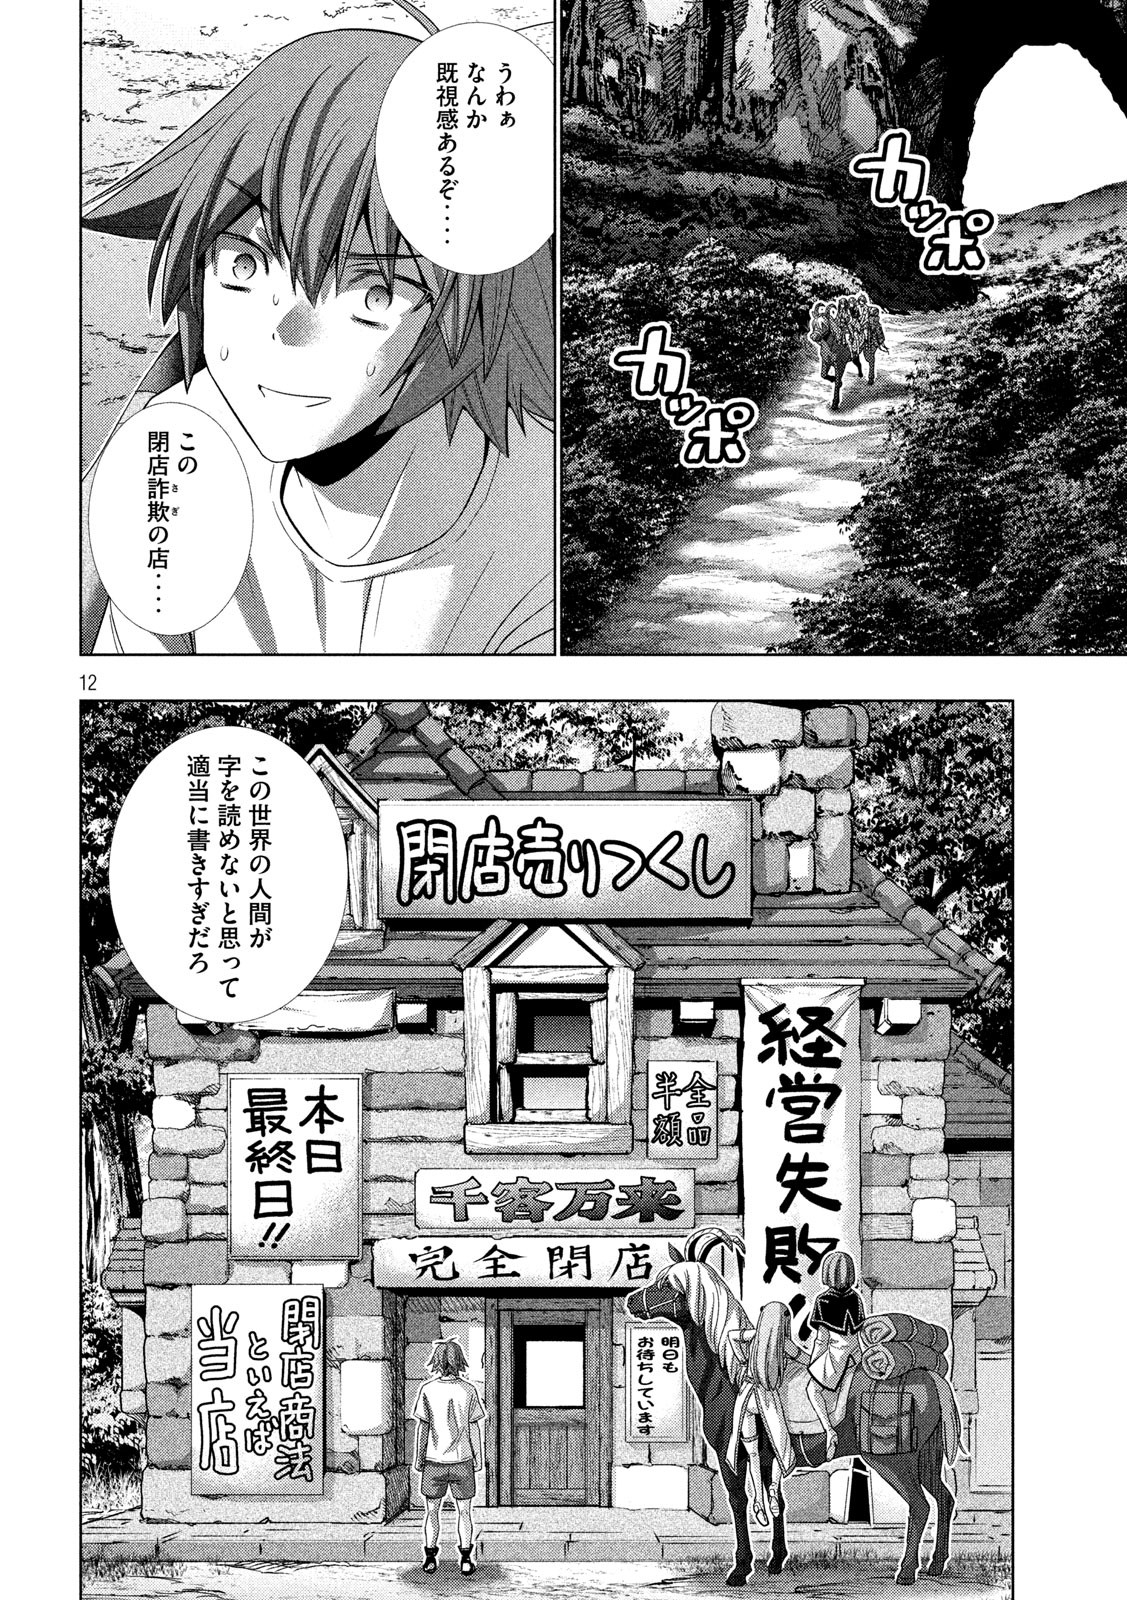 カッポ
カッポ
うわぁ
なんか
既視感あるぞ‥‥
この
閉店詐欺の店‥‥
さぎ
12
この世界の人間が
字を読めないと思って
適当に書きすぎだろ
閉店売りつくし
経営失敗
全品
半額
本日
最終日!!
千客万来
完全閉店
閉店商法
といえば
当店
明日も
お待ちしています